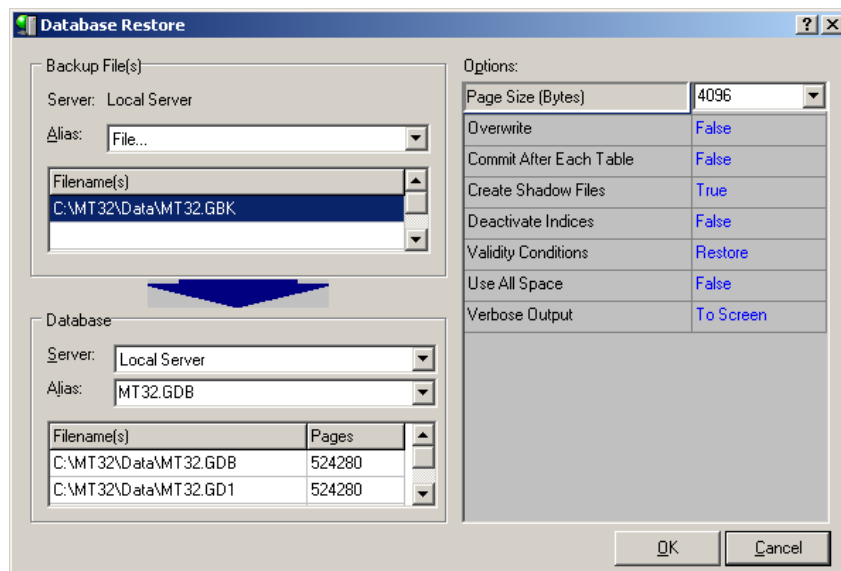 Database Restore
Backup File(s)
Server: Local Server
Alias: File...
Filename(s)
C:\MT32\Data\MT32.GBK
Database
Server: Local Server
Alias: MT32.GDB
Filename(s) Pages
C:\MT32\Data\MT32.GDB 524280
C:\MT32\Data\MT32.GD1 524280
Options:
Page Size (Bytes) 4096
Overwrite False
Commit After Each Table False
Create Shadow Files True
Deactivate Indices False
Validity Conditions Restore
Use All Space False
Verbose Output To Screen
OK Cancel